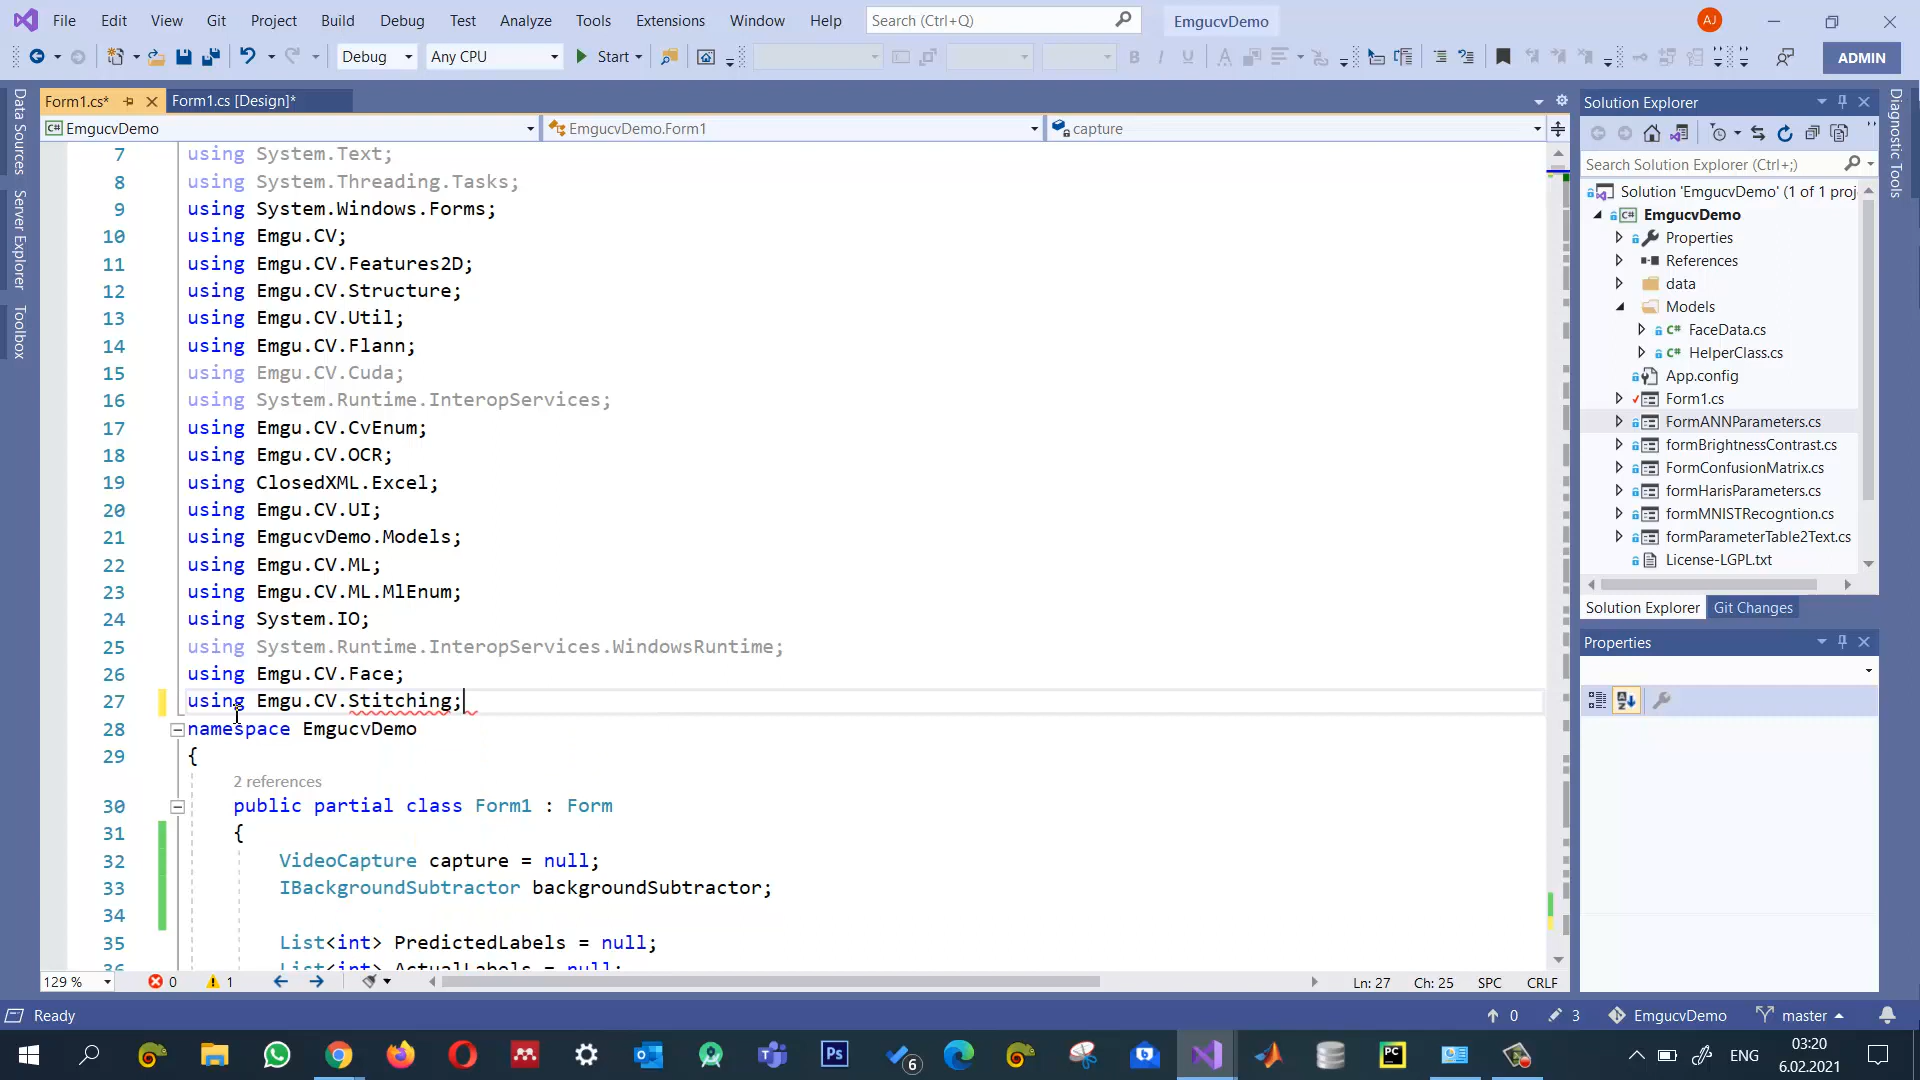 File Edit View Git Project Build Debug Test Analyze Tools Extensions Window Help Search (Ctrl+Q) EmgucvDemo AJ
Debug Any CPU Start ADMIN
Data Sources
Server Explorer
Toolbox
Form1.cs* Form1.cs [Design]*
EmgucvDemo EmgucvDemo.Form1 capture
7 using System.Text;
8 using System.Threading.Tasks;
9 using System.Windows.Forms;
10 using Emgu.CV;
11 using Emgu.CV.Features2D;
12 using Emgu.CV.Structure;
13 using Emgu.CV.Util;
14 using Emgu.CV.Flann;
15 using Emgu.CV.Cuda;
16 using System.Runtime.InteropServices;
17 using Emgu.CV.CvEnum;
18 using Emgu.CV.OCR;
19 using ClosedXML.Excel;
20 using Emgu.CV.UI;
21 using EmgucvDemo.Models;
22 using Emgu.CV.ML;
23 using Emgu.CV.ML.MlEnum;
24 using System.IO;
25 using System.Runtime.InteropServices.WindowsRuntime;
26 using Emgu.CV.Face;
27 using Emgu.CV.Stitching;
28 namespace EmgucvDemo
29 {
2 references
30 public partial class Form1 : Form
31 {
32 VideoCapture capture = null;
33 IBackgroundSubtractor backgroundSubtractor;
34
35 List<int> PredictedLabels = null;
36 List<int> ActualLabels = null;
129 % 0 1 Ln: 27 Ch: 25 SPC CRLF
Solution Explorer
Search Solution Explorer (Ctrl+;)
Solution 'EmgucvDemo' (1 of 1 proj
EmgucvDemo
Properties
References
data
Models
FaceData.cs
HelperClass.cs
App.config
Form1.cs
FormANNParameters.cs
formBrightnessContrast.cs
FormConfusionMatrix.cs
formHarisParameters.cs
formMNISTRecogntion.cs
formParameterTable2Text.cs
License-LGPL.txt
Solution Explorer Git Changes
Properties
Diagnostic Tools
Ready 0 3 EmgucvDemo master
Ps 6 PC ENG 03:20
6.02.2021